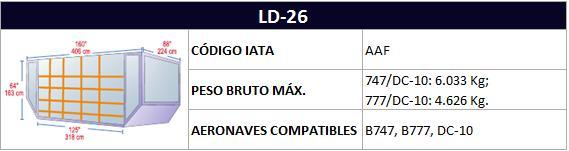 LD-26
160"
406 cm
88"
224 cm
64"
163 cm
125"
318 cm
CÓDIGO IATA
AAF
PESO BRUTO MÁX.
747/DC-10: 6.033 Kg;
777/DC-10: 4.626 Kg.
AERONAVES COMPATIBLES
B747, B777, DC-10